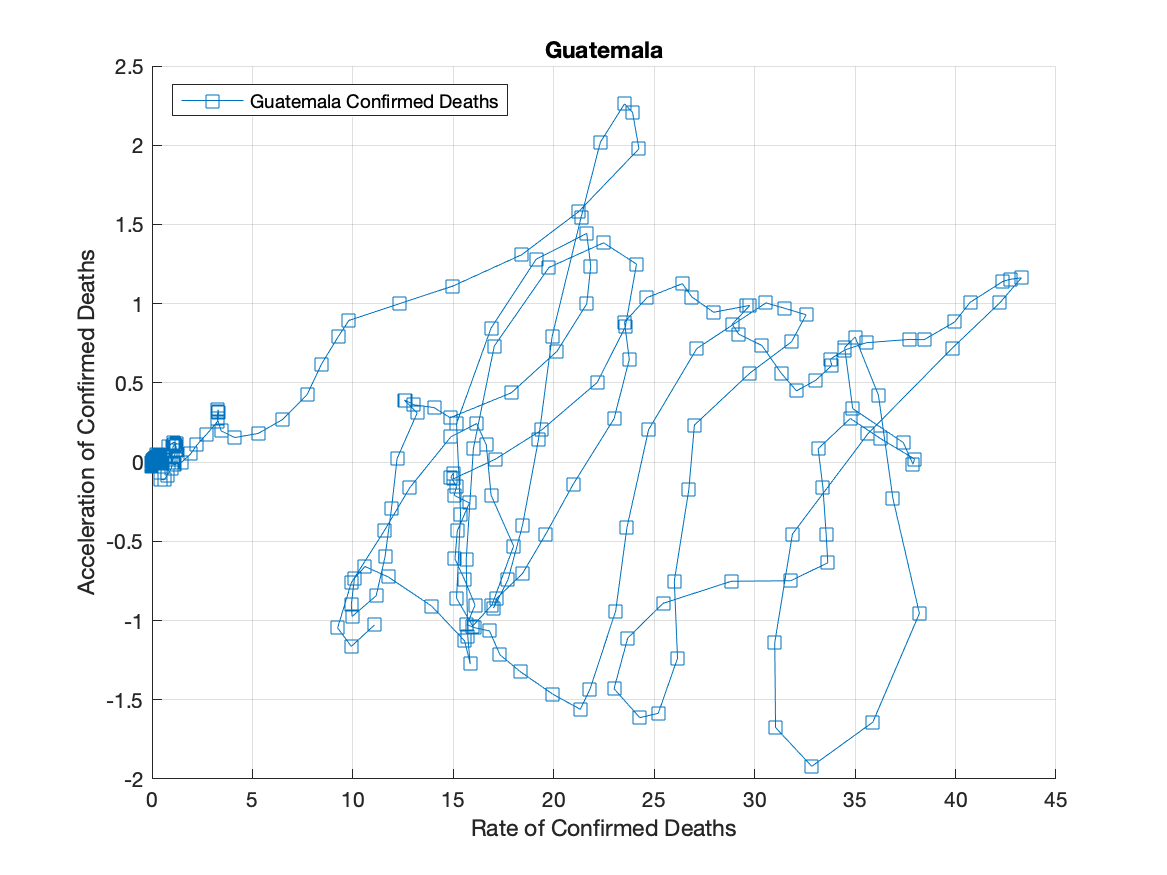 Guatemala
2.5
Guatemala Confirmed Deaths
2
1.5
1
0.5
0
-0.5
-1
-1.5
-2
Acceleration of Confirmed Deaths
0 5 10 15 20 25 30 35 40 45
Rate of Confirmed Deaths